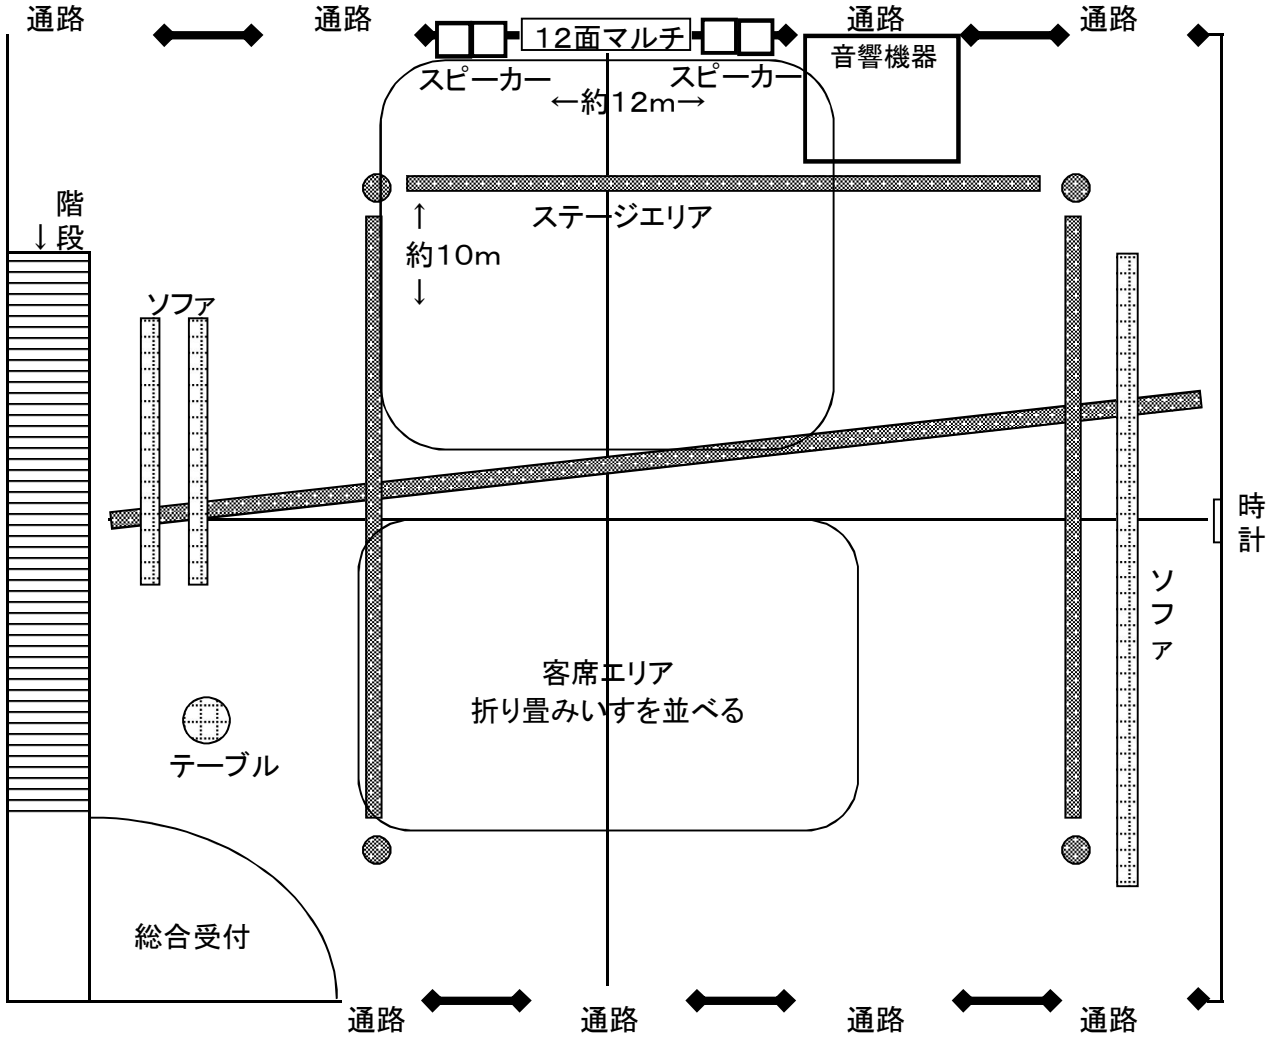 通路
通路
12面マルチ
通路
通路
音響機器
スピーカー
スピーカー
←約12m→
階段
↓
ステージエリア
↑
約10m
↓
ソファ
時計
ソファ
客席エリア
折り畳みいすを並べる
テーブル
総合受付
通路
通路
通路
通路